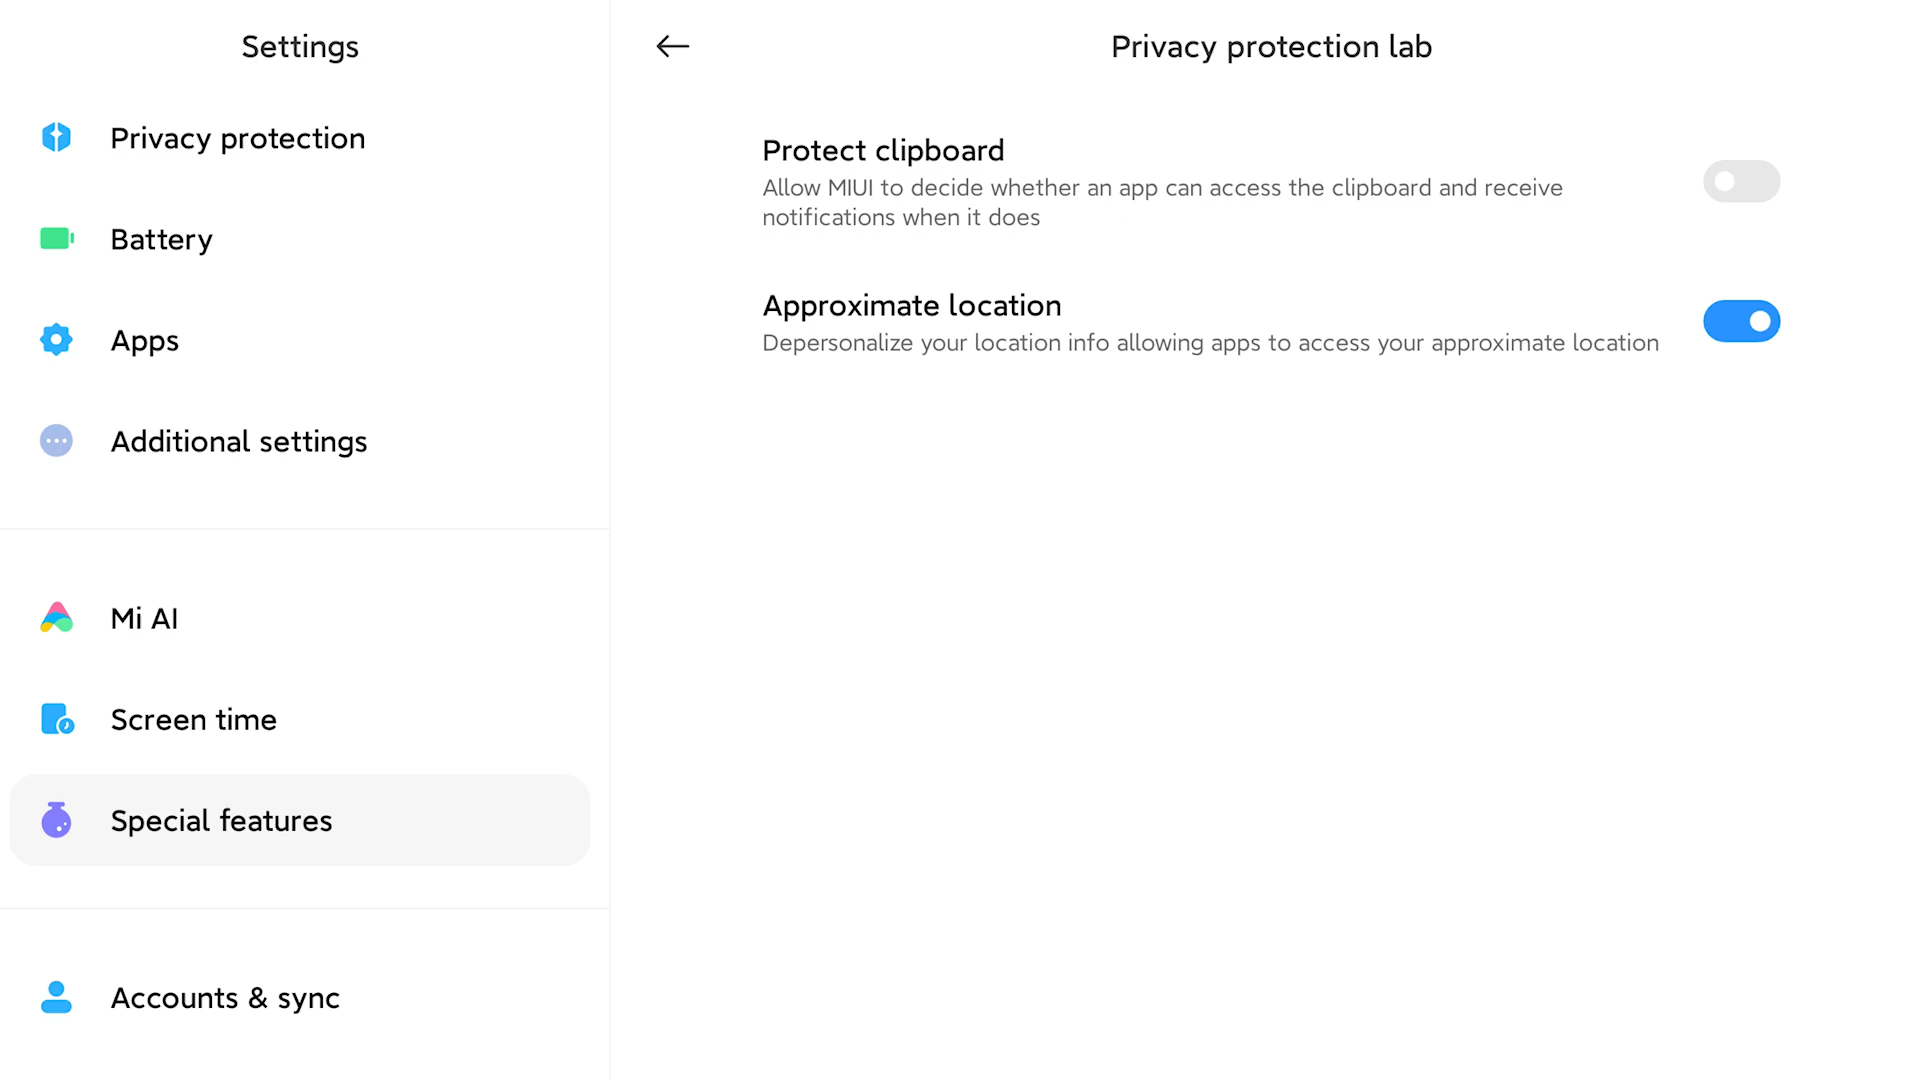 Settings
Privacy protection
Battery
Apps
Additional settings
Mi AI
Screen time
Special features
Accounts & sync
Privacy protection lab
Protect clipboard
Allow MIUI to decide whether an app can access the clipboard and receive
notifications when it does
Approximate location
Depersonalize your location info allowing apps to access your approximate location